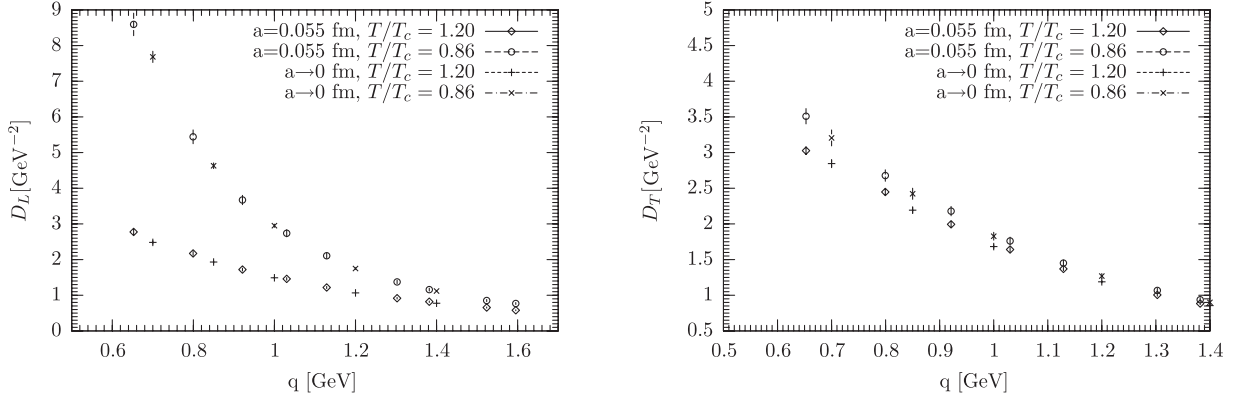 9
8
7
6
5
4
3
2
1
0
D_L[GeV⁻²]
a=0.055 fm, T/T_c = 1.20
a=0.055 fm, T/T_c = 0.86
a→0 fm, T/T_c = 1.20
a→0 fm, T/T_c = 0.86
0.6 0.8 1 1.2 1.4 1.6
q [GeV]
5
4.5
4
3.5
3
2.5
2
1.5
1
0.5
D_T[GeV⁻²]
a=0.055 fm, T/T_c = 1.20
a=0.055 fm, T/T_c = 0.86
a→0 fm, T/T_c = 1.20
a→0 fm, T/T_c = 0.86
0.5 0.6 0.7 0.8 0.9 1 1.1 1.2 1.3 1.4
q [GeV]